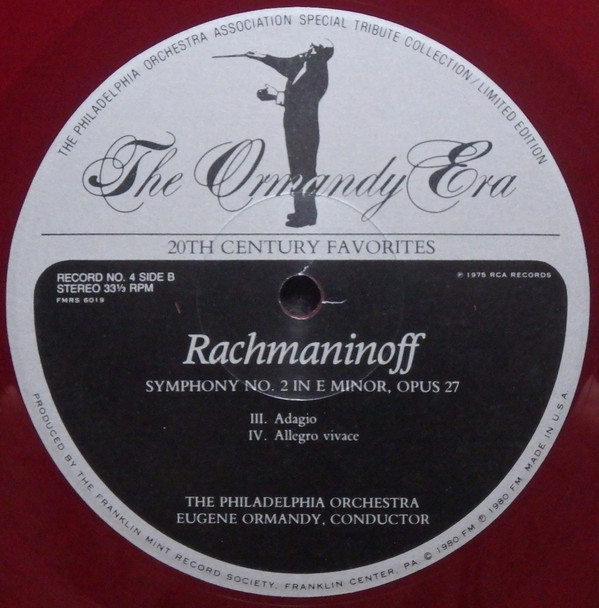 THE PHILADELPHIA ORCHESTRA ASSOCIATION SPECIAL TRIBUTE COLLECTION/LIMITED EDITION
The Ormandy Era
20TH CENTURY FAVORITES
RECORD NO. 4 SIDE B
STEREO 33⅓ RPM
FMRS 6019
℗ 1975 RCA RECORDS
Rachmaninoff
SYMPHONY NO. 2 IN E MINOR, OPUS 27
III. Adagio
IV. Allegro vivace
THE PHILADELPHIA ORCHESTRA
EUGENE ORMANDY, CONDUCTOR
PRODUCED BY THE FRANKLIN MINT RECORD SOCIETY, FRANKLIN CENTER, PA. © 1980 FM ℗ 1980 FM. MADE IN U.S.A.